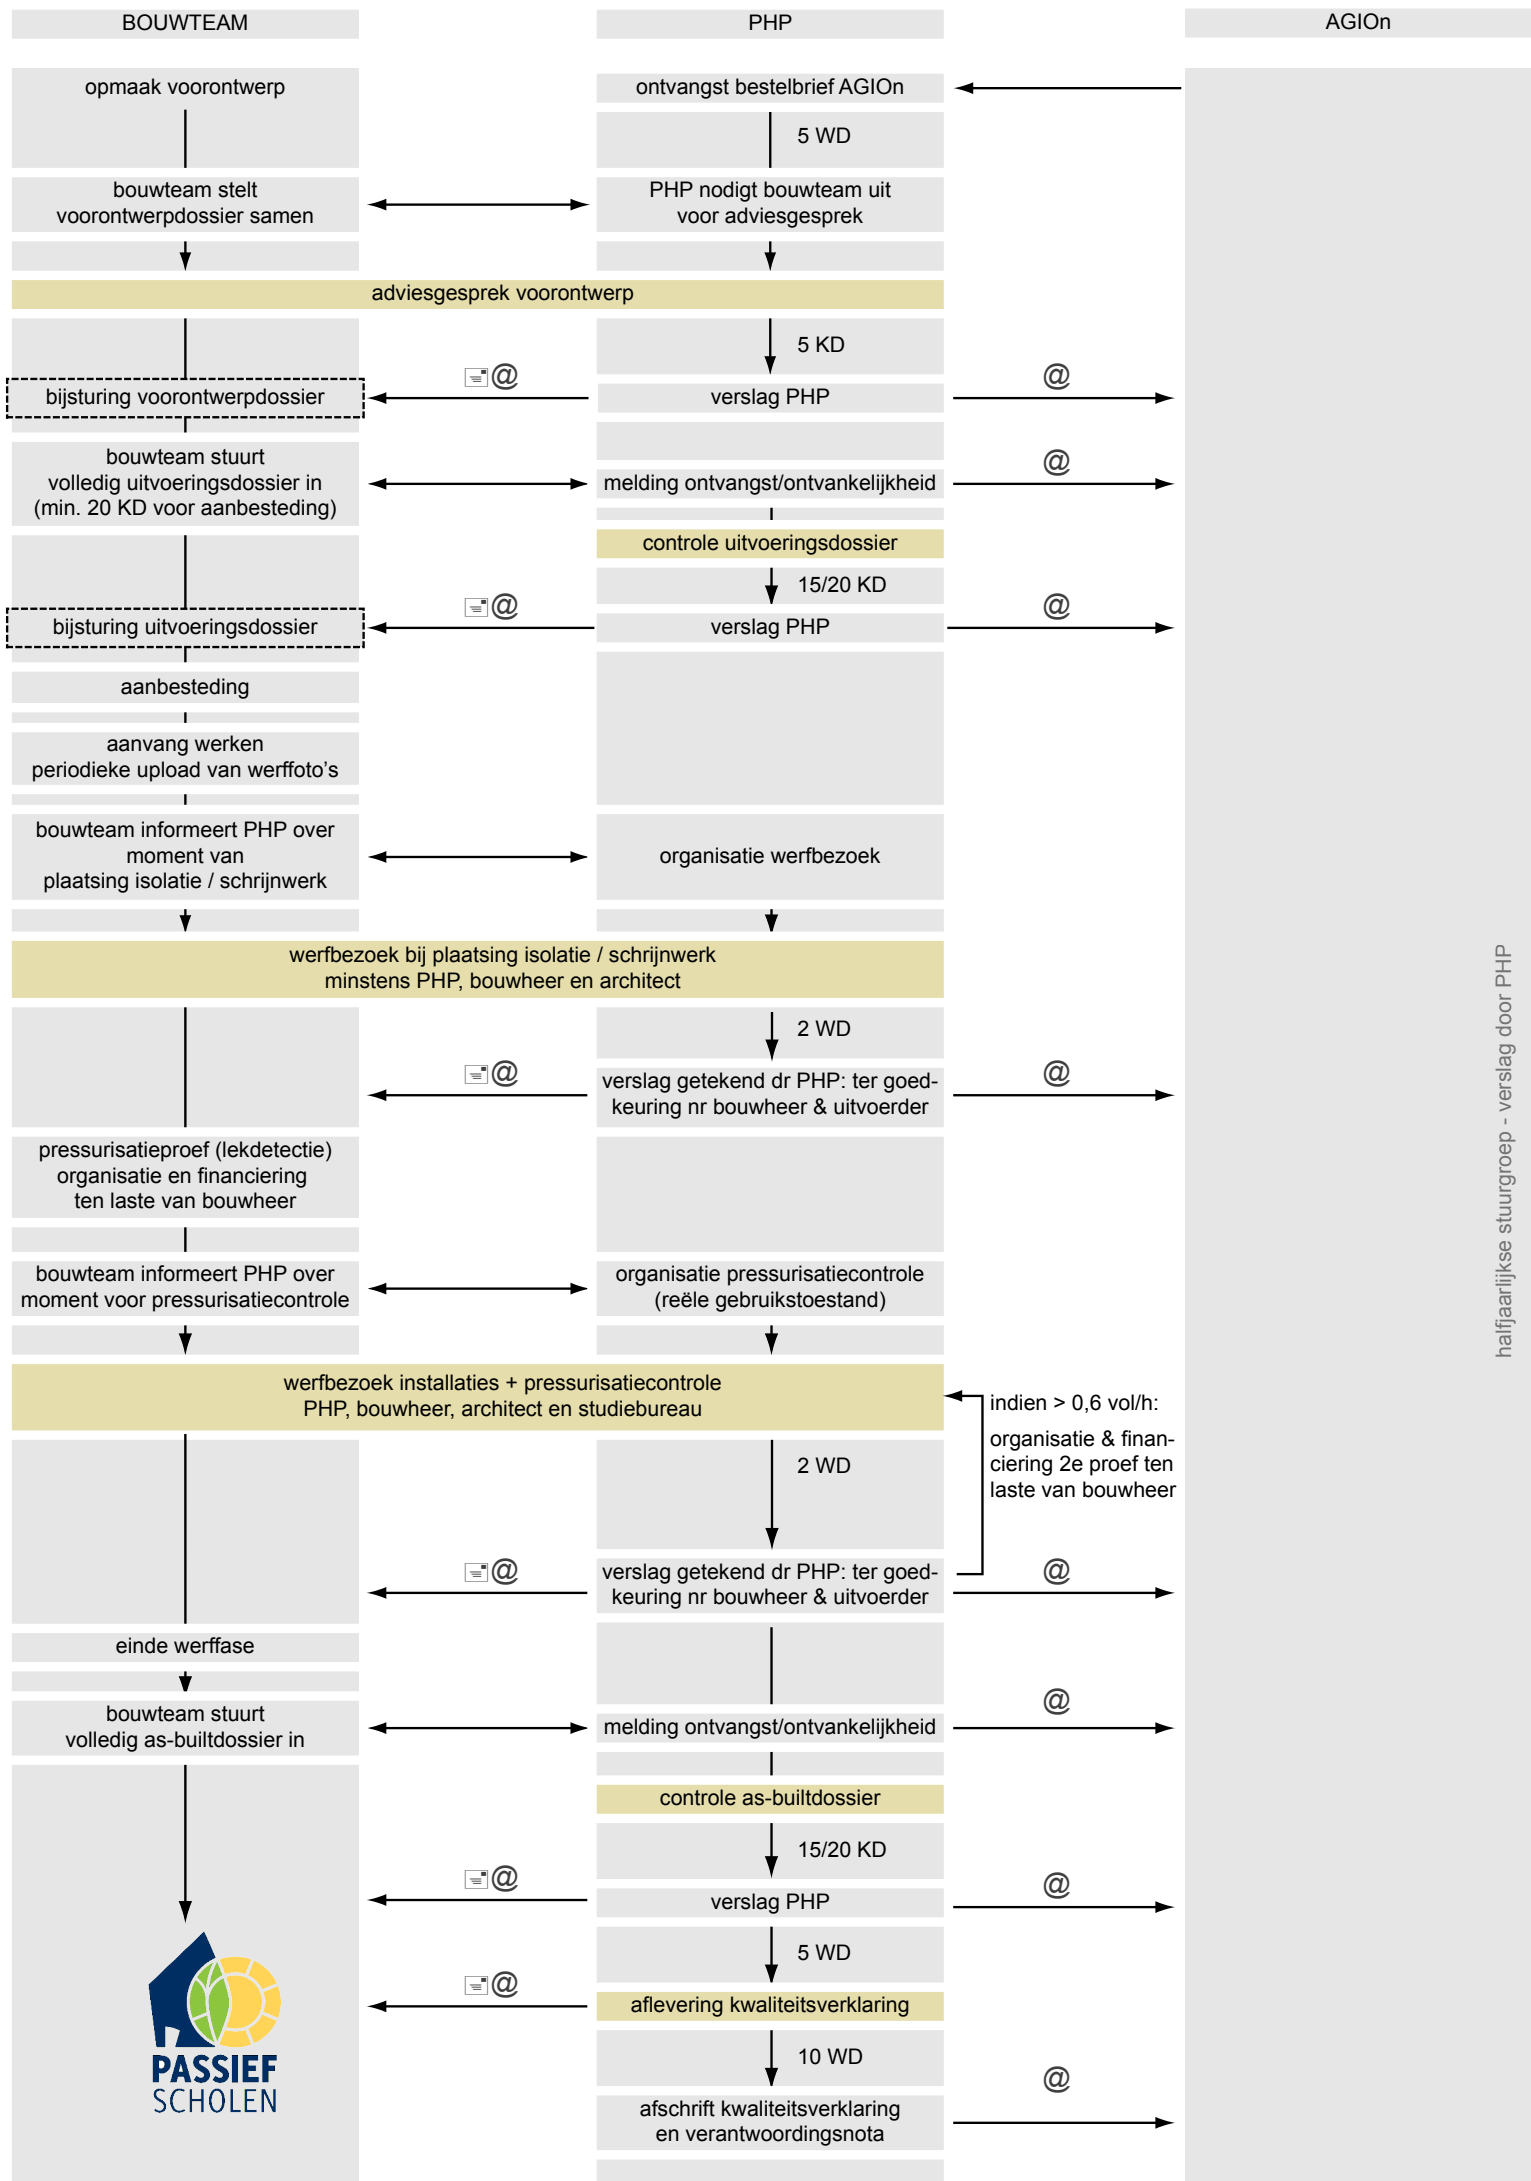 BOUWTEAM
PHP
AGIOn
opmaak voorontwerp
ontvangst bestelbrief AGIOn
5 WD
bouwteam stelt
voorontwerpdossier samen
PHP nodigt bouwteam uit
voor adviesgesprek
adviesgesprek voorontwerp
5 KD
@
@
bijsturing voorontwerpdossier
verslag PHP
bouwteam stuurt
volledig uitvoeringsdossier in
(min. 20 KD voor aanbesteding)
melding ontvangst/ontvankelijkheid
@
controle uitvoeringsdossier
15/20 KD
@
@
bijsturing uitvoeringsdossier
verslag PHP
aanbesteding
aanvang werken
periodieke upload van werffoto's
bouwteam informeert PHP over
moment van
plaatsing isolatie / schrijnwerk
organisatie werfbezoek
werfbezoek bij plaatsing isolatie / schrijnwerk
minstens PHP, bouwheer en architect
2 WD
@
verslag getekend dr PHP: ter goed-
keuring nr bouwheer & uitvoerder
@
pressurisatieproef (lekdetectie)
organisatie en financiering
ten laste van bouwheer
bouwteam informeert PHP over
moment voor pressurisatiecontrole
organisatie pressurisatiecontrole
(reële gebruikstoestand)
halfjaarlijkse stuurgroep - verslag door PHP
werfbezoek installaties + pressurisatiecontrole
PHP, bouwheer, architect en studiebureau
indien > 0,6 vol/h:
organisatie & finan-
ciering 2e proef ten
laste van bouwheer
2 WD
@
verslag getekend dr PHP: ter goed-
keuring nr bouwheer & uitvoerder
@
einde werffase
bouwteam stuurt
volledig as-builtdossier in
melding ontvangst/ontvankelijkheid
@
controle as-builtdossier
15/20 KD
@
verslag PHP
@
5 WD
@
aflevering kwaliteitsverklaring
10 WD
@
afschrift kwaliteitsverklaring
en verantwoordingsnota
PASSIEF
SCHOLEN